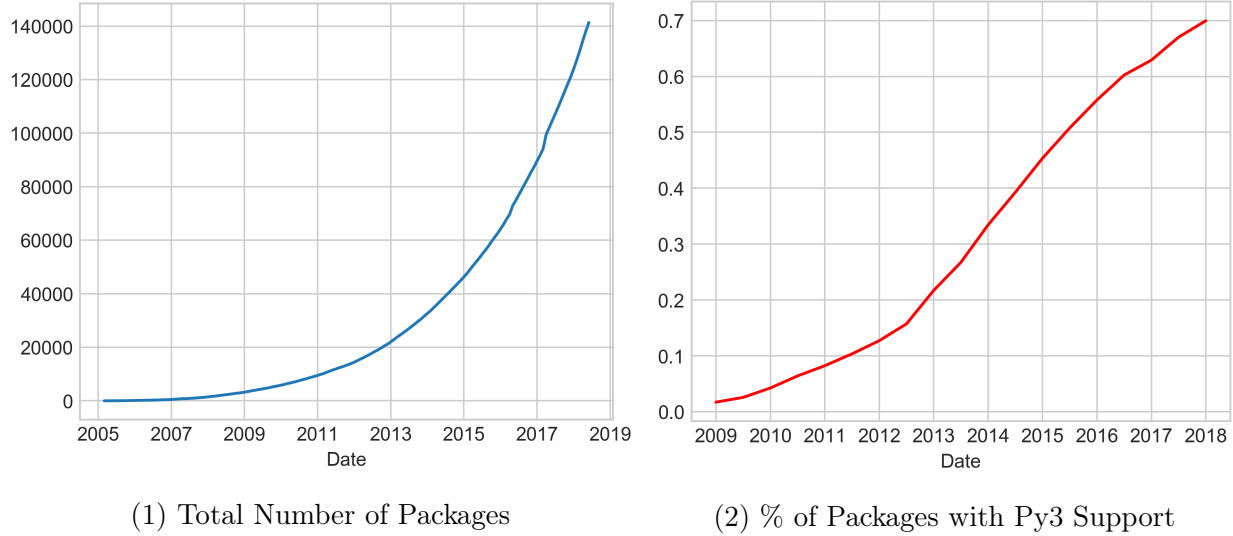 140000
120000
100000
80000
60000
40000
20000
0
2005 2007 2009 2011 2013 2015 2017 2019
Date
(1) Total Number of Packages
0.7
0.6
0.5
0.4
0.3
0.2
0.1
0.0
2009 2010 2011 2012 2013 2014 2015 2016 2017 2018
Date
(2) % of Packages with Py3 Support